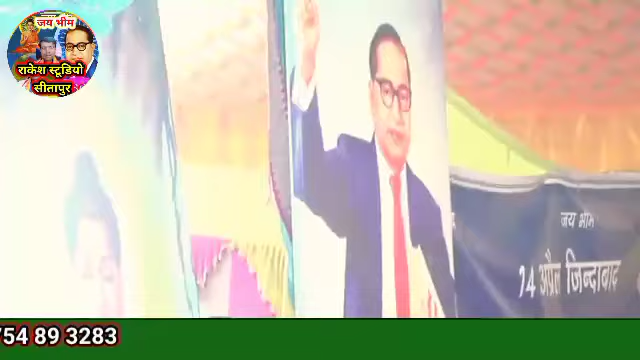 जय भीम
राकेश स्टूडियो
सीतापुर
जय भीम
14 अप्रैल जिन्दाबाद
754 89 3283